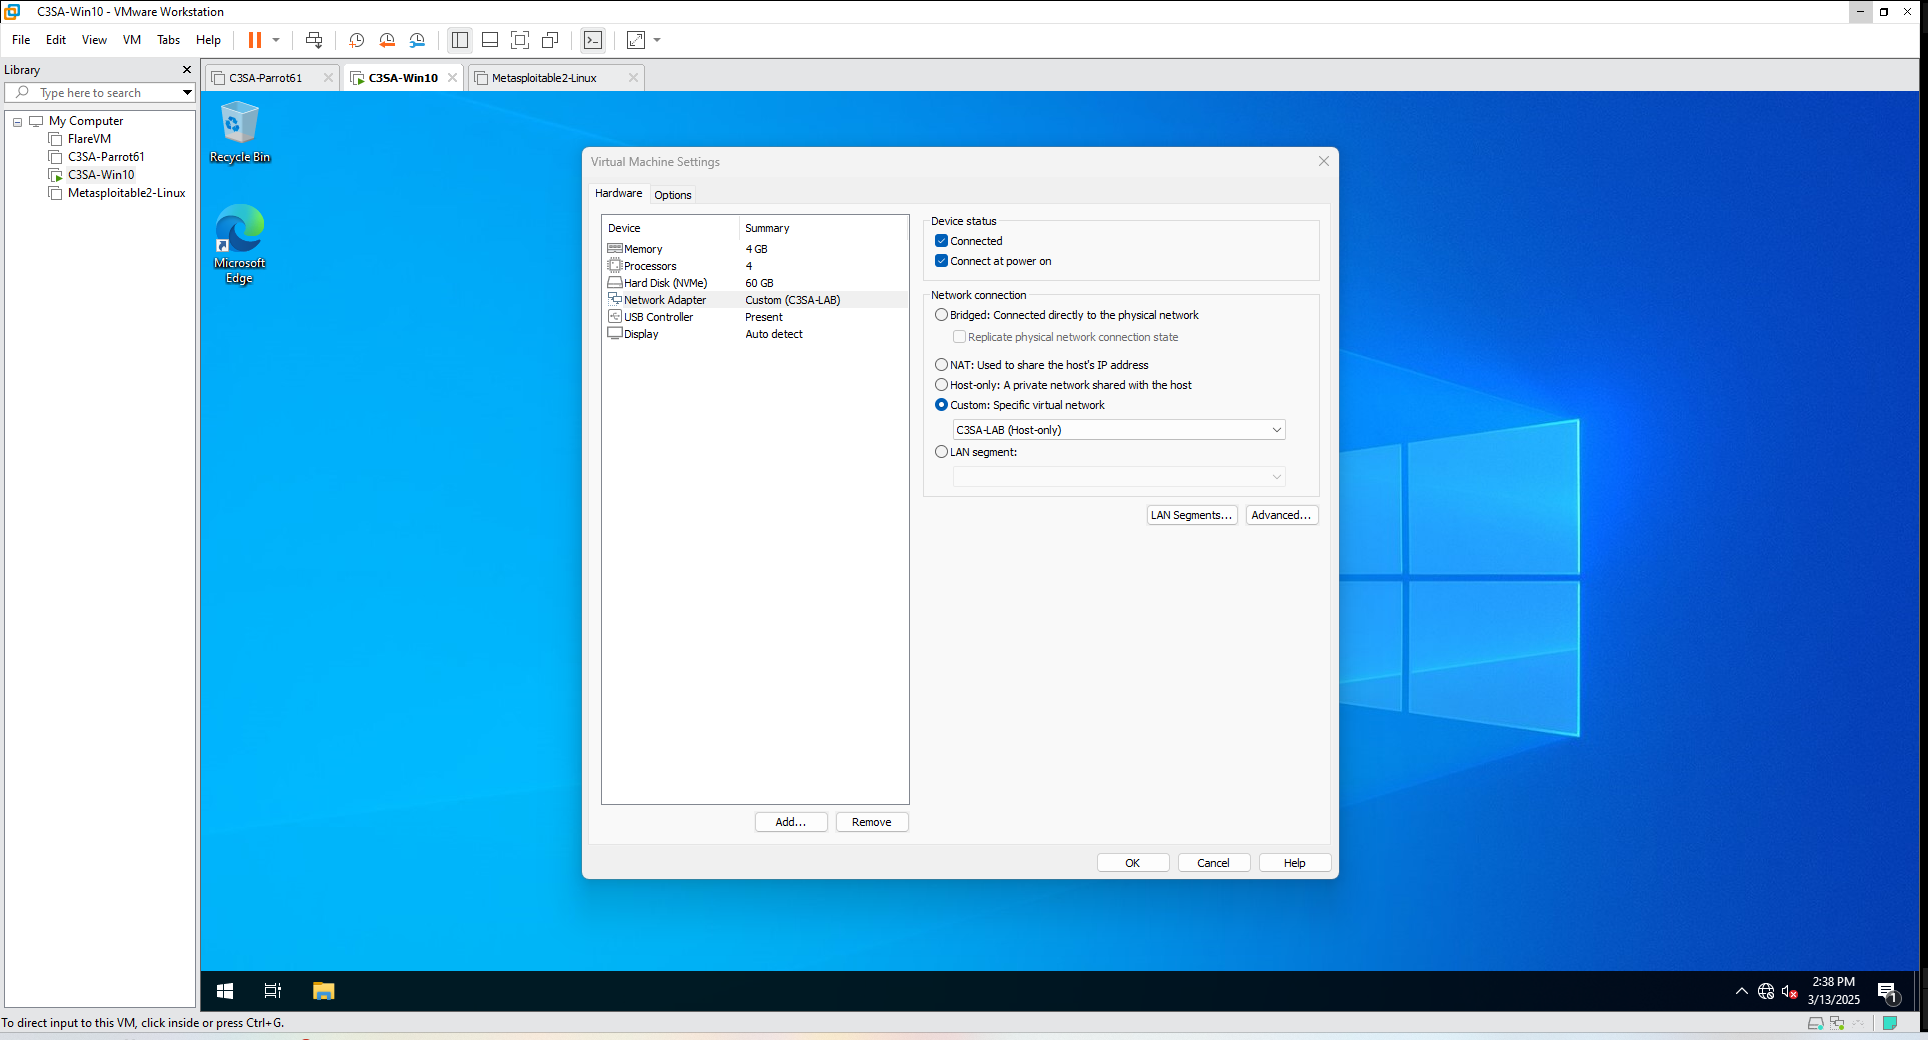 C3SA-Win10 - VMware Workstation
File Edit View VM Tabs Help
Library
Type here to search
My Computer
FlareVM
C3SA-Parrot61
C3SA-Win10
Metasploitable2-Linux
C3SA-Parrot61
C3SA-Win10
Metasploitable2-Linux
Recycle Bin
Microsoft
Edge
Virtual Machine Settings
Hardware
Options
Device Summary
Memory 4 GB
Processors 4
Hard Disk (NVMe) 60 GB
Network Adapter Custom (C3SA-LAB)
USB Controller Present
Display Auto detect
Add...
Remove
Device status
Connected
Connect at power on
Network connection
Bridged: Connected directly to the physical network
Replicate physical network connection state
NAT: Used to share the host's IP address
Host-only: A private network shared with the host
Custom: Specific virtual network
C3SA-LAB (Host-only)
LAN segment:
LAN Segments...
Advanced...
OK
Cancel
Help
2:38 PM
3/13/2025
1
To direct input to this VM, click inside or press Ctrl+G.